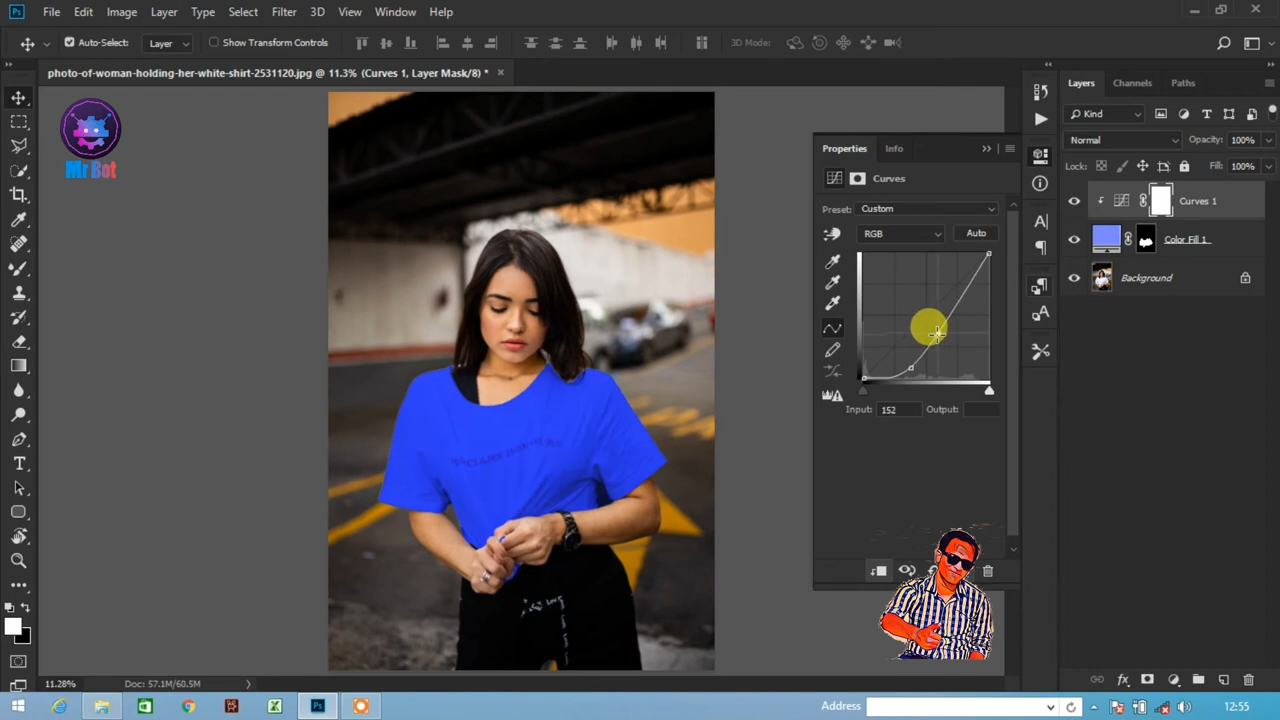 Ps File Edit Image Layer Type Select Filter 3D View Window Help
Auto-Select: Layer Show Transform Controls 3D Mode:
photo-of-woman-holding-her-white-shirt-2531120.jpg @ 11.3% (Curves 1, Layer Mask/8) *
Mr Bot
Properties Info
Curves
Preset: Custom
RGB Auto
Input: 152 Output:
Layers Channels Paths
Kind
Normal Opacity: 100%
Lock: Fill: 100%
Curves 1
Color Fill 1
Background
11.28% Doc: 57.1M/60.5M
Address 12:55